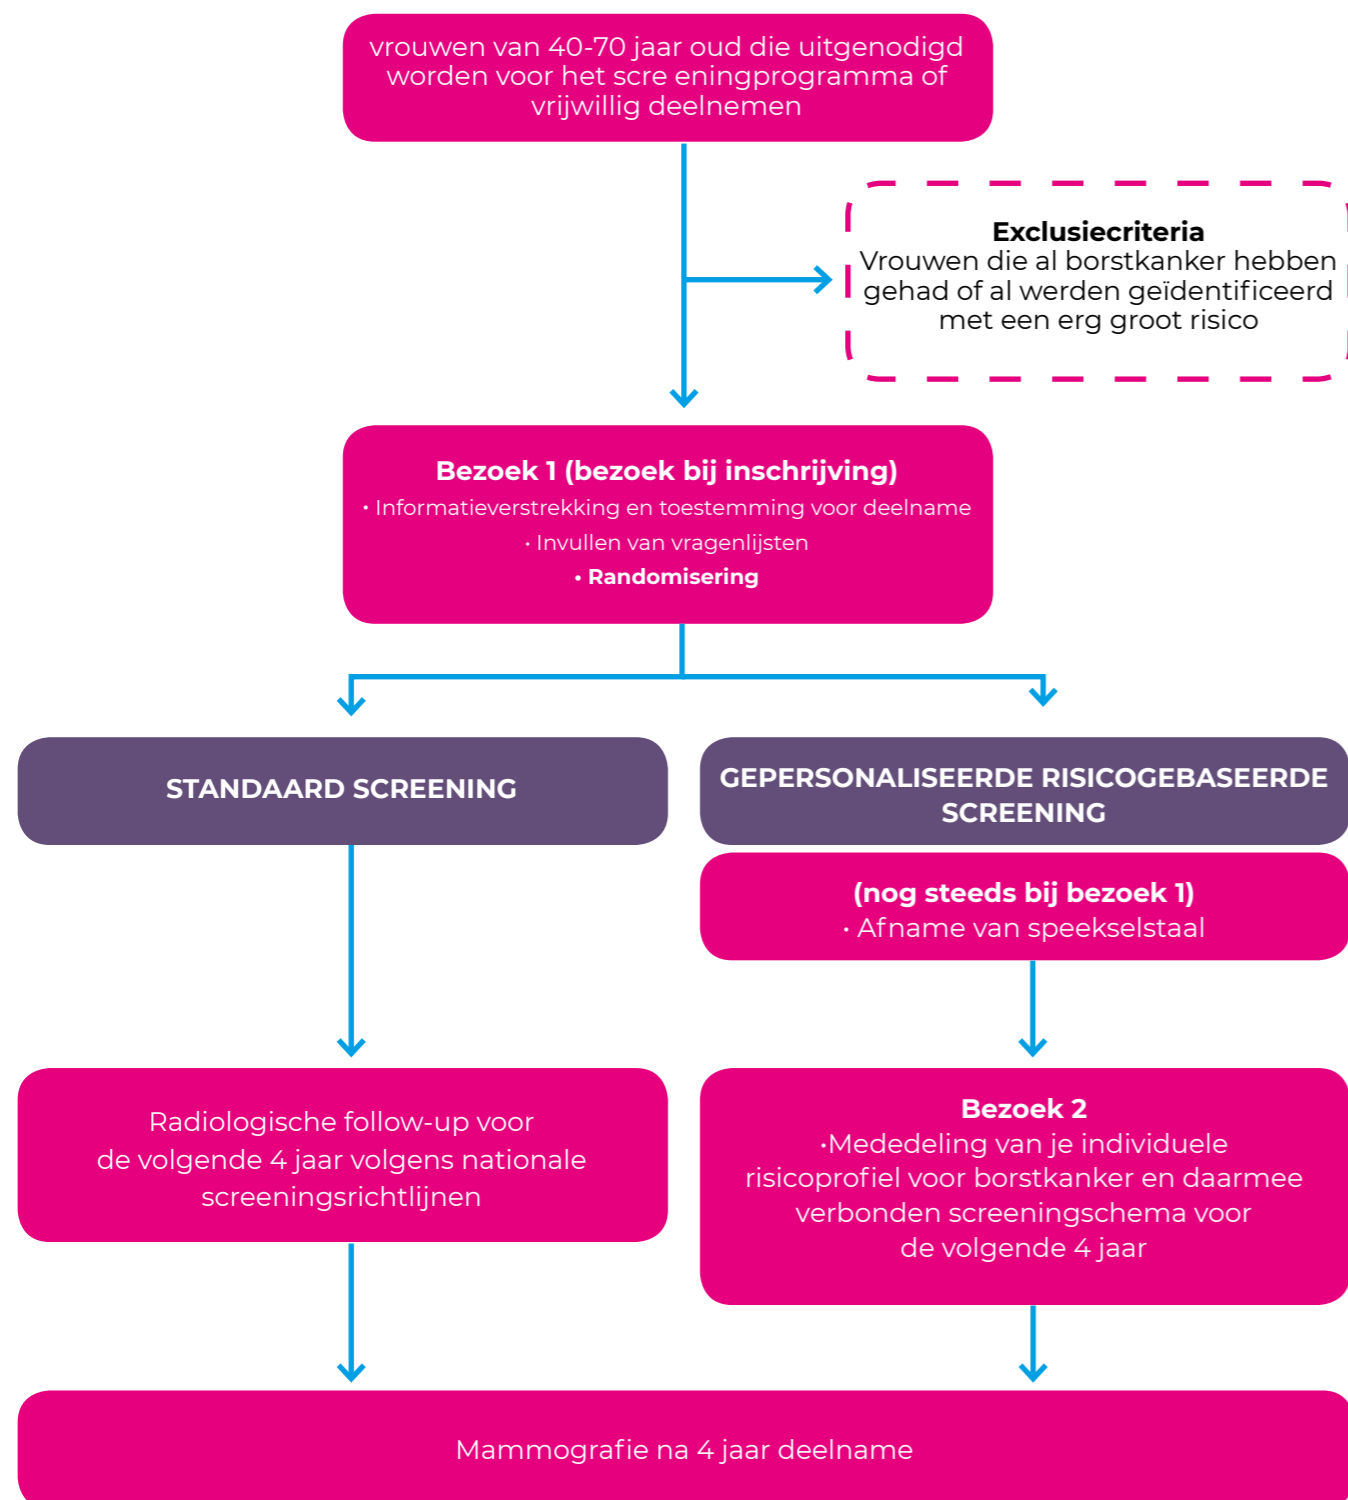 vrouwen van 40-70 jaar oud die uitgenodigd
worden voor het scre eningprogramma of
vrijwillig deelnemen
Exclusiecriteria
Vrouwen die al borstkanker hebben
gehad of al werden geïdentificeerd
met een erg groot risico
Bezoek 1 (bezoek bij inschrijving)
• Informatieverstrekking en toestemming voor deelname
• Invullen van vragenlijsten
• Randomisering
STANDAARD SCREENING
GEPERSONALISEERDE RISICOGEBASEERDE
SCREENING
(nog steeds bij bezoek 1)
• Afname van speekselstaal
Radiologische follow-up voor
de volgende 4 jaar volgens nationale
screeningsrichtlijnen
Bezoek 2
•Mededeling van je individuele
risicoprofiel voor borstkanker en daarmee
verbonden screeningschema voor
de volgende 4 jaar
Mammografie na 4 jaar deelname